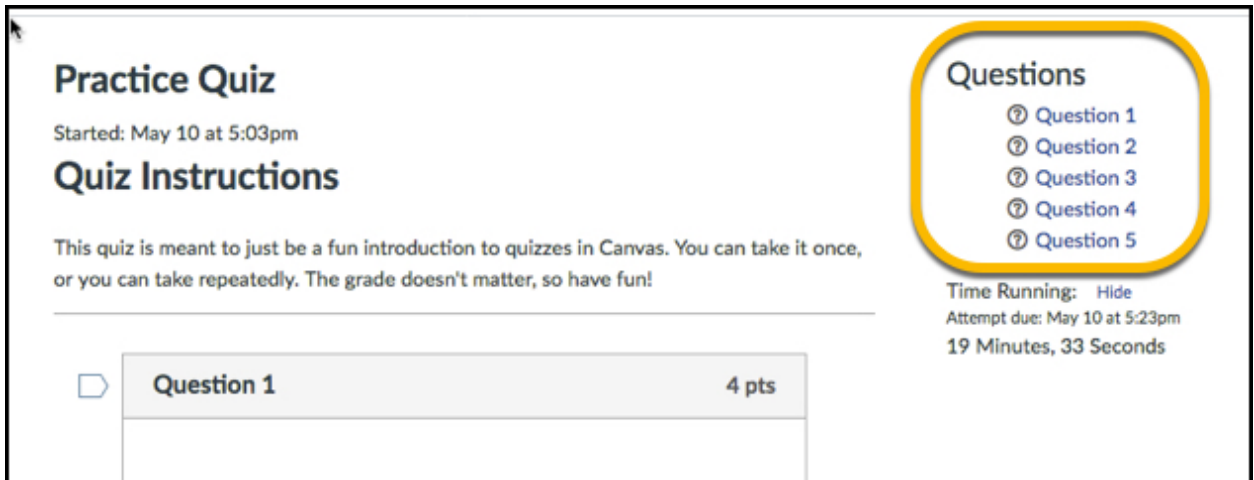 Practice Quiz
Started: May 10 at 5:03pm
Quiz Instructions
This quiz is meant to just be a fun introduction to quizzes in Canvas. You can take it once,
or you can take repeatedly. The grade doesn't matter, so have fun!
Question 1 4 pts
Questions
Question 1
Question 2
Question 3
Question 4
Question 5
Time Running: Hide
Attempt due: May 10 at 5:23pm
19 Minutes, 33 Seconds